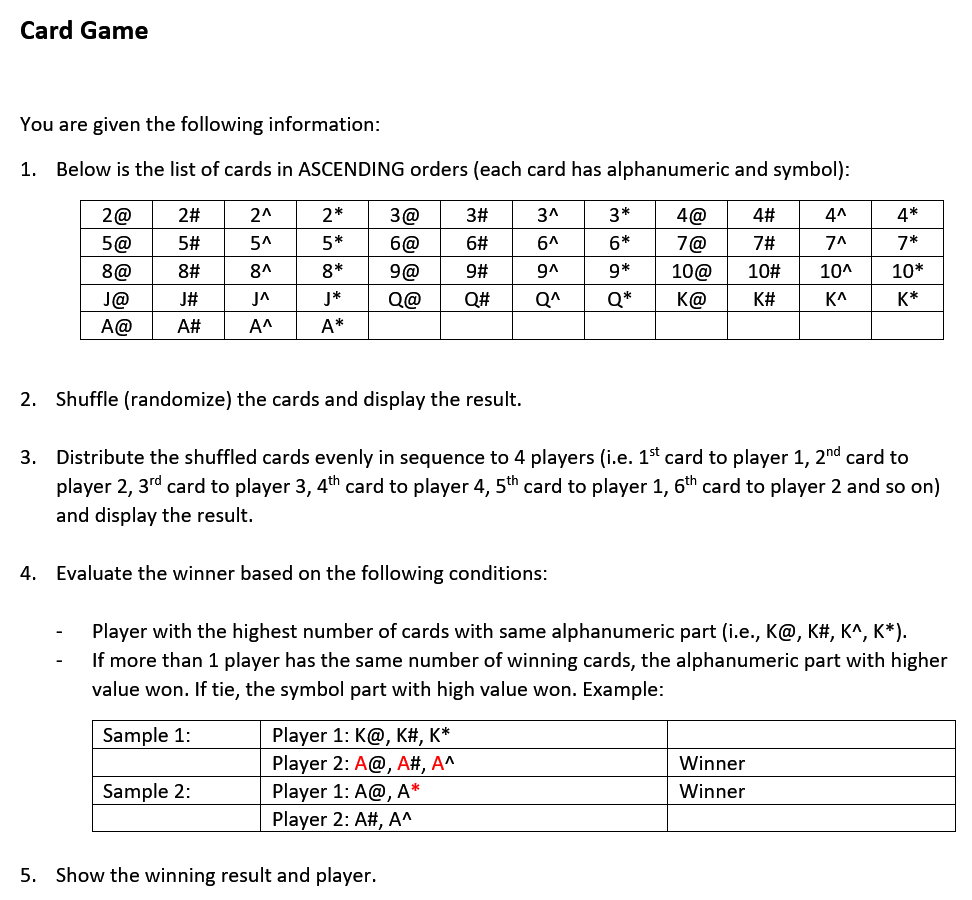 Card Game
You are given the following information:
1. Below is the list of cards in ASCENDING orders (each card has alphanumeric and symbol):
2@ 2# 2^ 2* 3@ 3# 3^ 3* 4@ 4# 4^ 4*
5@ 5# 5^ 5* 6@ 6# 6^ 6* 7@ 7# 7^ 7*
8@ 8# 8^ 8* 9@ 9# 9^ 9* 10@ 10# 10^ 10*
J@ J# J^ J* Q@ Q# Q^ Q* K@ K# K^ K*
A@ A# A^ A*
2. Shuffle (randomize) the cards and display the result.
3. Distribute the shuffled cards evenly in sequence to 4 players (i.e. 1st card to player 1, 2nd card to
player 2, 3rd card to player 3, 4th card to player 4, 5th card to player 1, 6th card to player 2 and so on)
and display the result.
4. Evaluate the winner based on the following conditions:
- Player with the highest number of cards with same alphanumeric part (i.e., K@, K#, K^, K*).
- If more than 1 player has the same number of winning cards, the alphanumeric part with higher
value won. If tie, the symbol part with high value won. Example:
Sample 1: Player 1: K@, K#, K*
Player 2: A@, A#, A^ Winner
Sample 2: Player 1: A@, A* Winner
Player 2: A#, A^
5. Show the winning result and player.